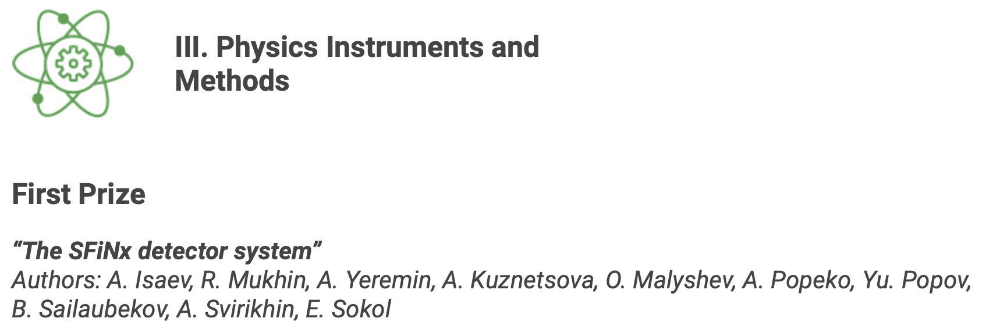 III. Physics Instruments and
Methods
First Prize
“The SFiNx detector system”
Authors: A. Isaev, R. Mukhin, A. Yeremin, A. Kuznetsova, O. Malyshev, A. Popeko, Yu. Popov,
B. Sailaubekov, A. Svirikhin, E. Sokol